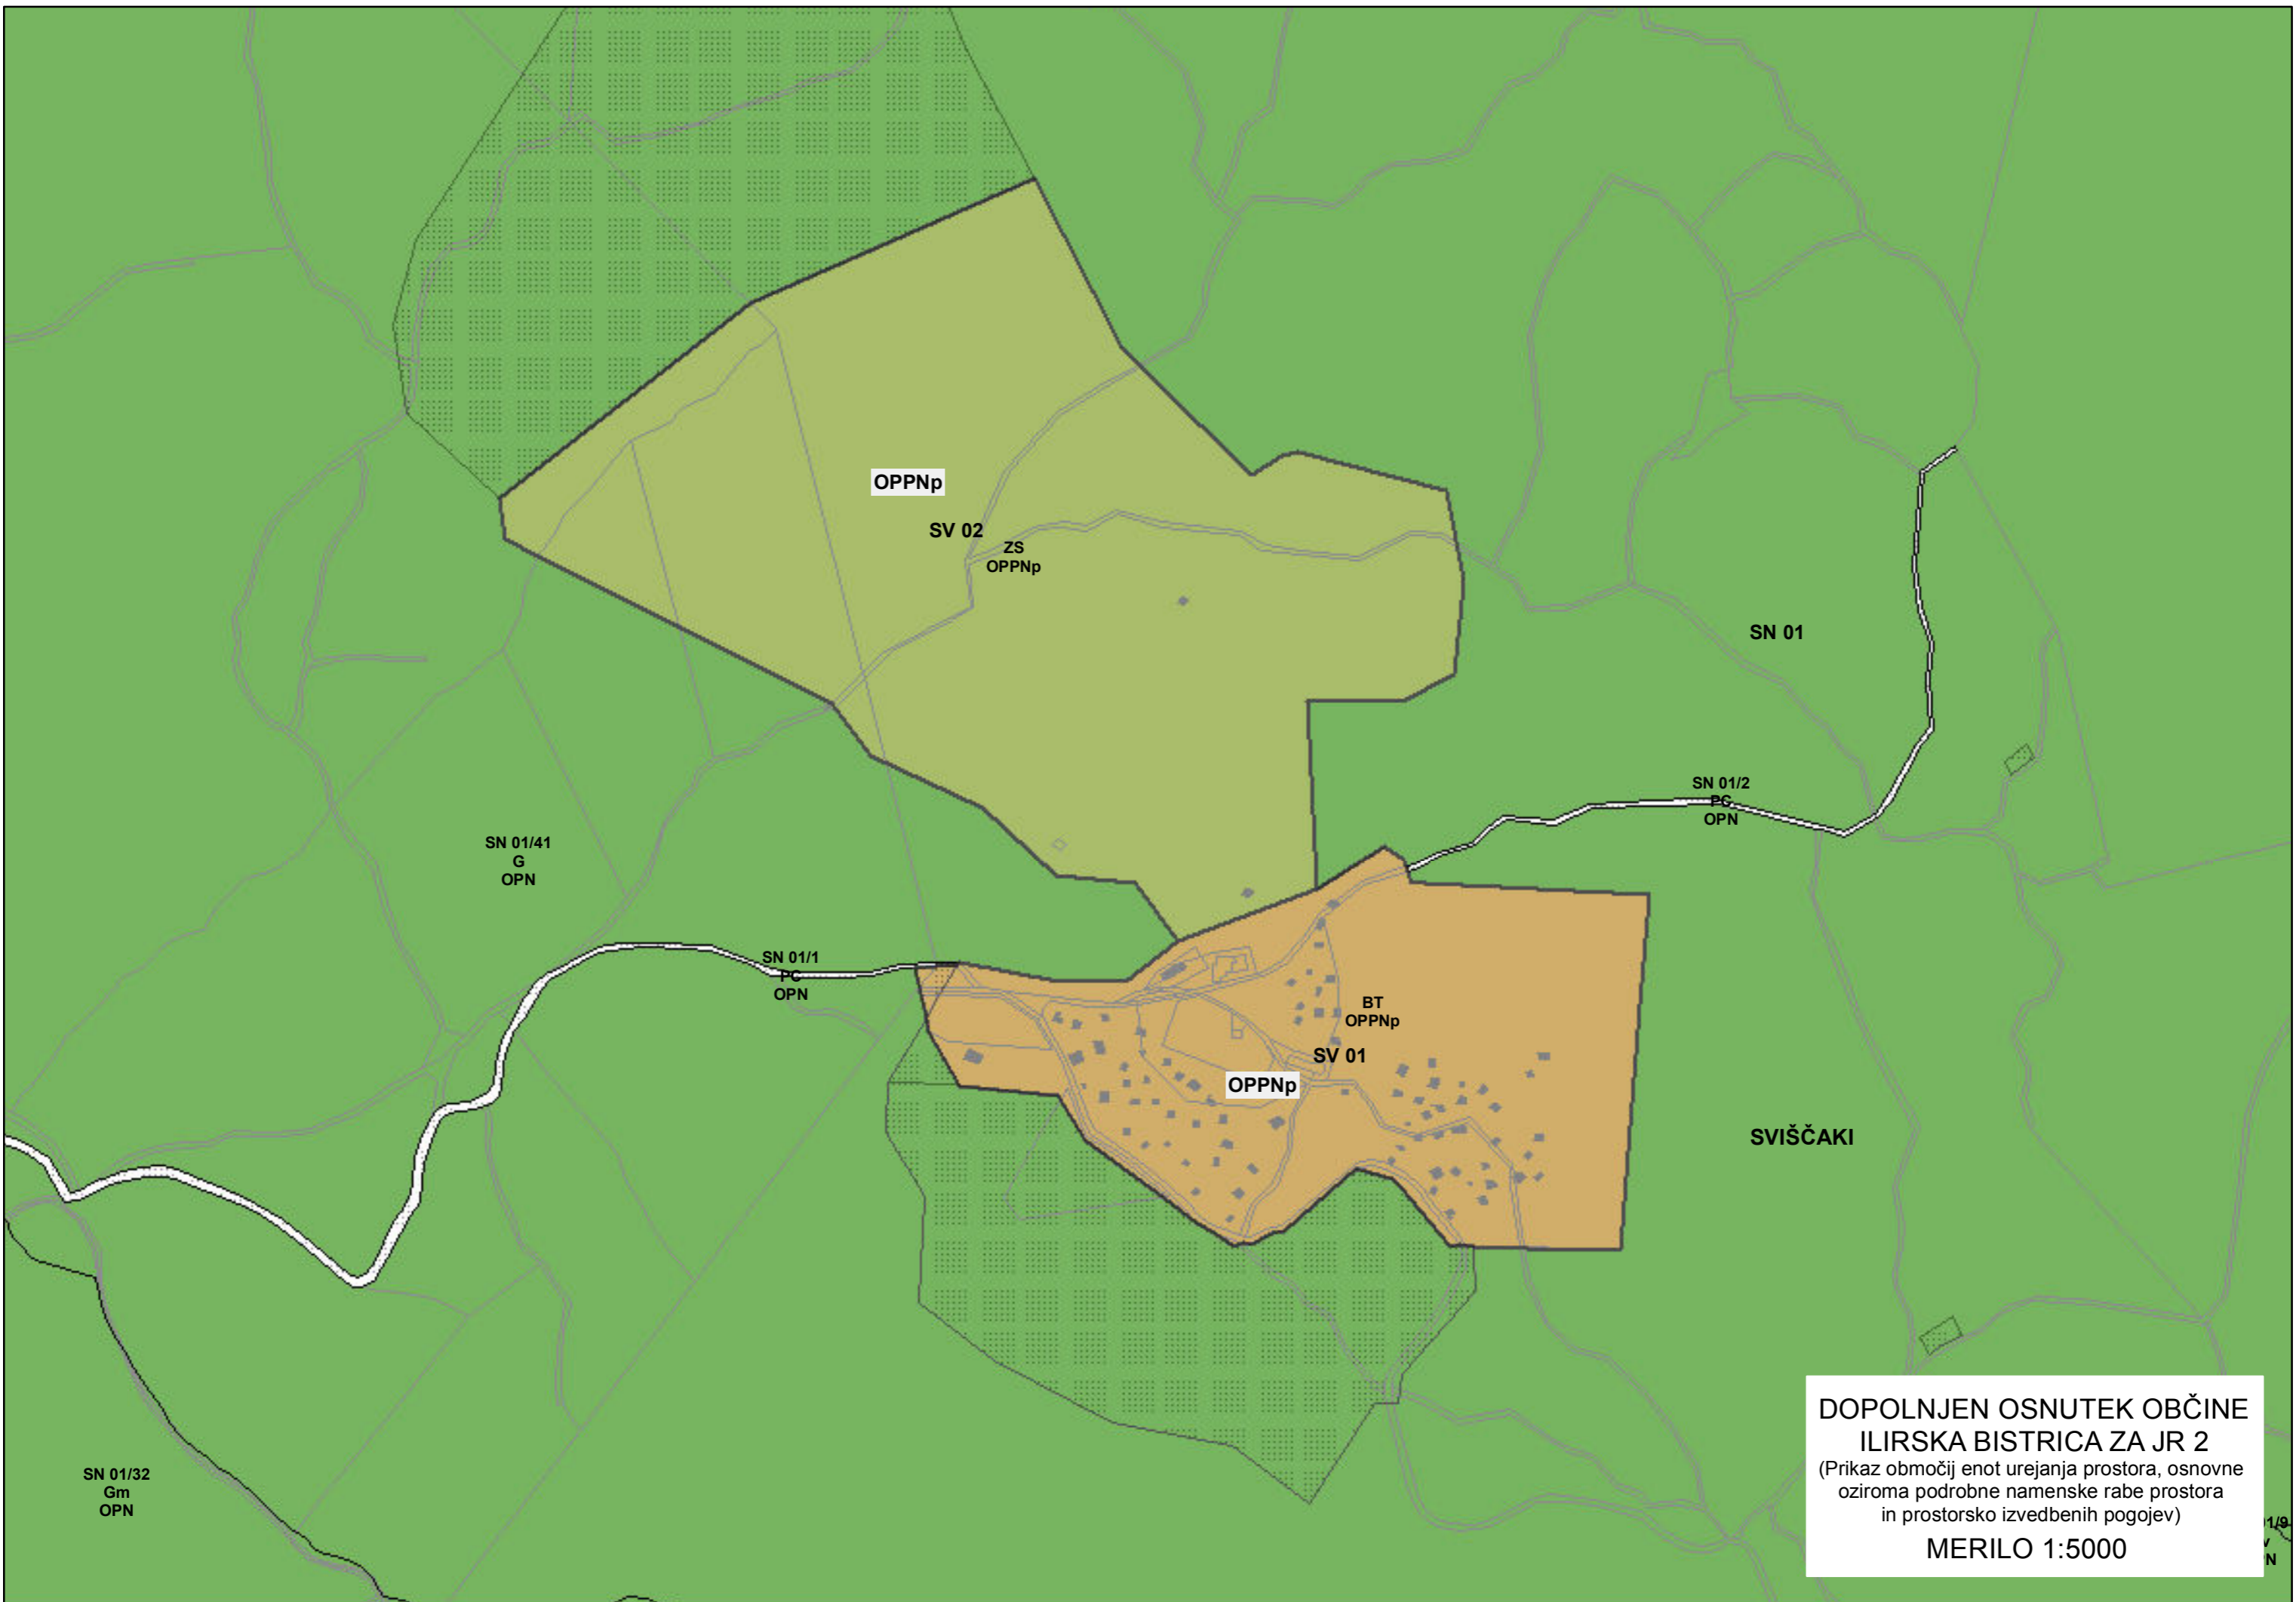 OPPNp
SV 02
ZS
OPPNp
SN 01
SN 01/2
PC
OPN
SN 01/41
G
OPN
SN 01/1
PC
OPN
BT
OPPNp
SV 01
OPPNp
SVIŠČAKI
SN 01/32
Gm
OPN
DOPOLNJEN OSNUTEK OBČINE
ILIRSKA BISTRICA ZA JR 2
(Prikaz območij enot urejanja prostora, osnovne
oziroma podrobne namenske rabe prostora
in prostorsko izvedbenih pogojev)
MERILO 1:5000